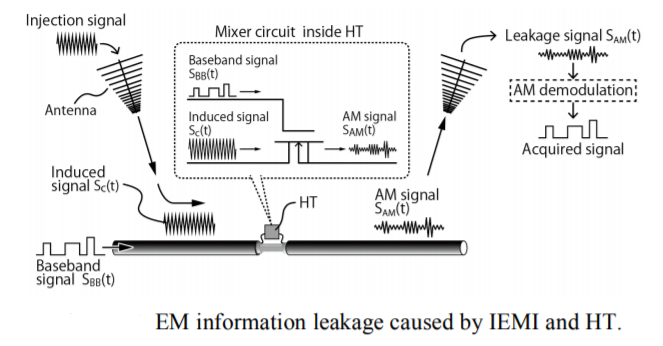 Injection signal
Antenna
Mixer circuit inside HT
Baseband signal
SBB(t)
Induced signal
SC(t)
AM signal
SAM(t)
Leakage signal SAM(t)
AM demodulation
Acquired signal
Induced
signal SC(t)
HT
AM signal
SAM(t)
Baseband
signal SBB(t)
EM information leakage caused by IEMI and HT.